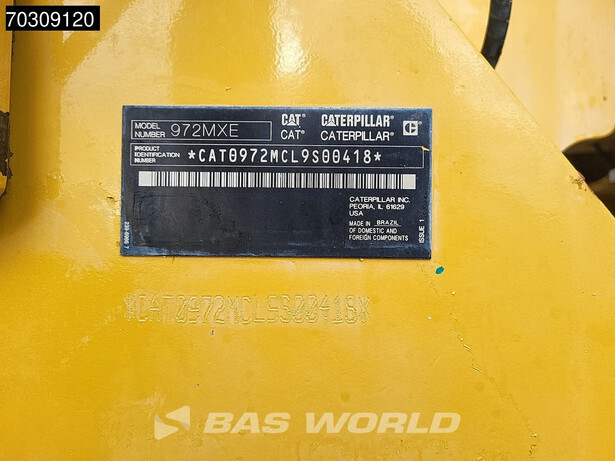 70309120
MODEL NUMBER 972MXE
CAT CATERPILLAR
CAT® CATERPILLAR®
PRODUCT IDENTIFICATION NUMBER *CAT0972MCL9S00418*
CATERPILLAR INC.
PEORIA, IL 61629
USA
MADE IN BRAZIL
OF DOMESTIC AND
FOREIGN COMPONENTS
ISSUE 1
*CAT0972MCL9S00418*
BAS WORLD